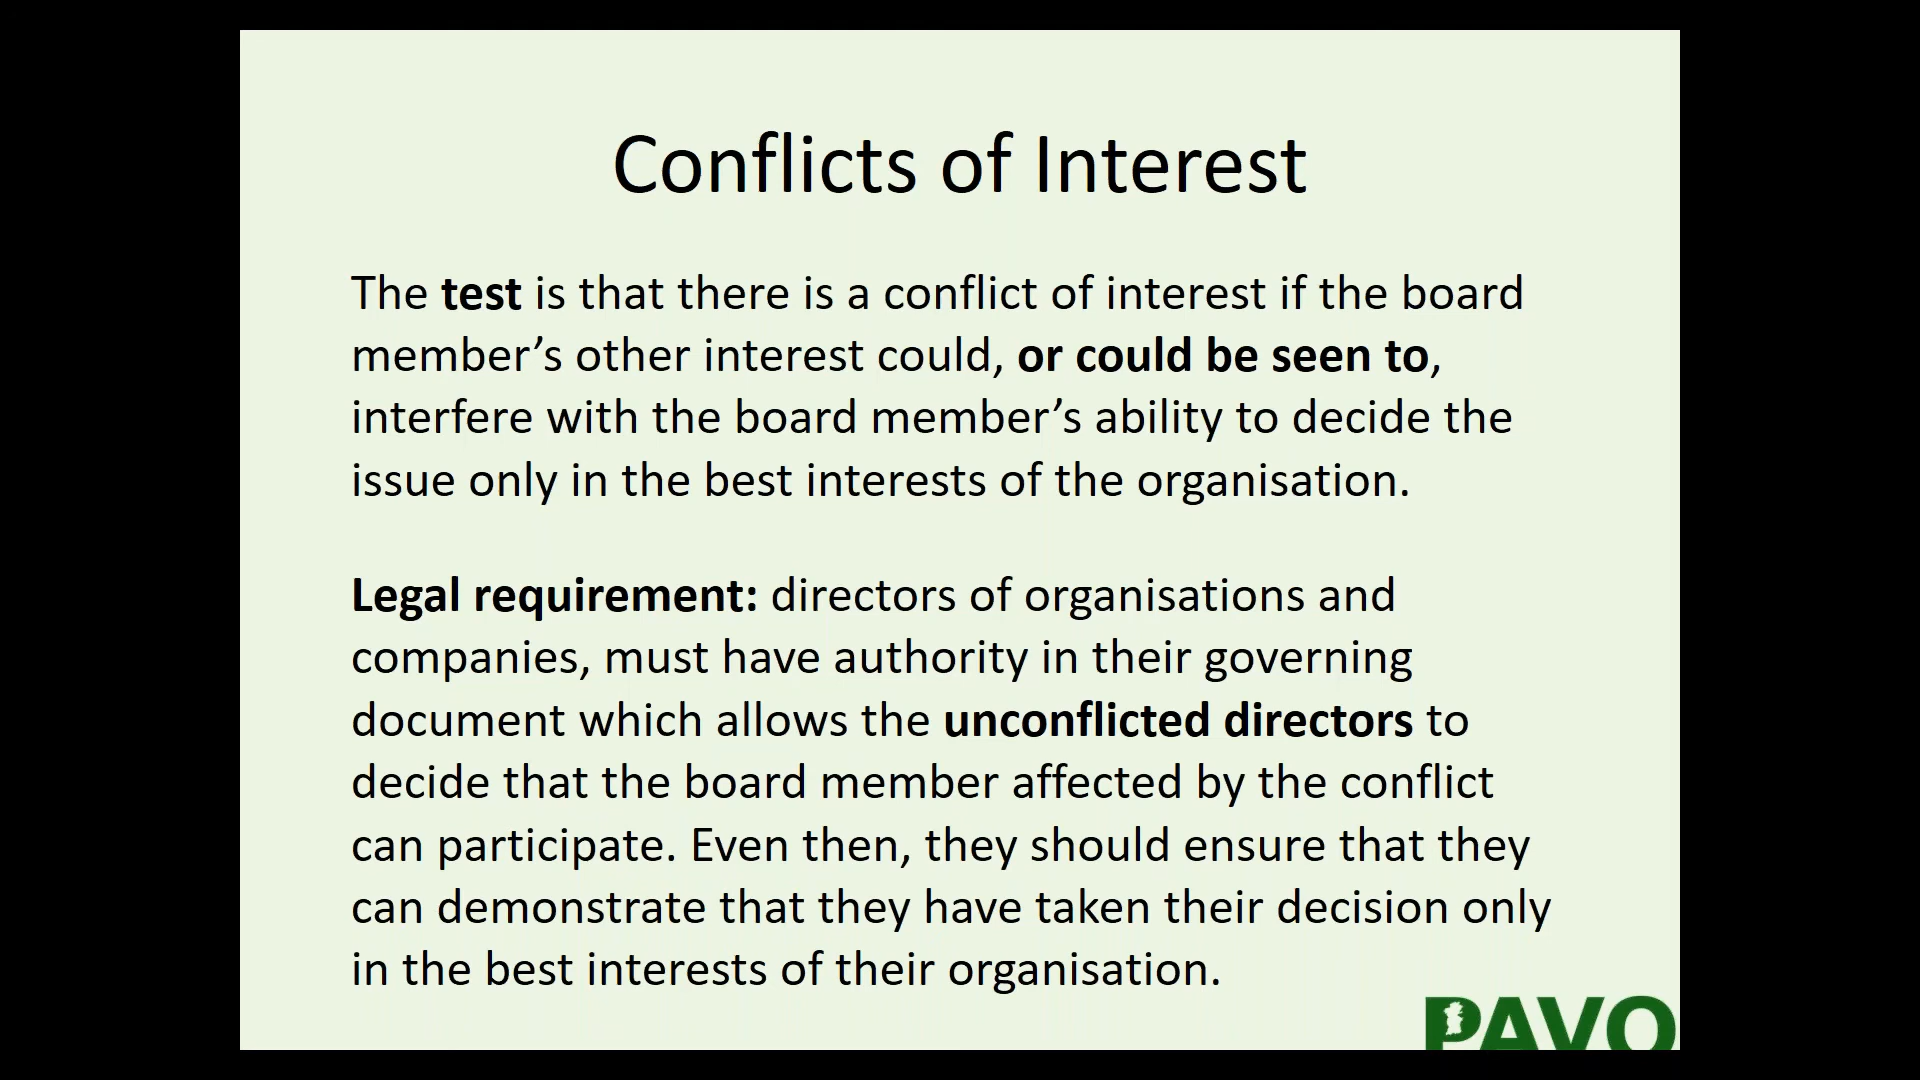 Conflicts of Interest
The test is that there is a conflict of interest if the board
member’s other interest could, or could be seen to,
interfere with the board member’s ability to decide the
issue only in the best interests of the organisation.
Legal requirement: directors of organisations and
companies, must have authority in their governing
document which allows the unconflicted directors to
decide that the board member affected by the conflict
can participate. Even then, they should ensure that they
can demonstrate that they have taken their decision only
in the best interests of their organisation.
PAVO